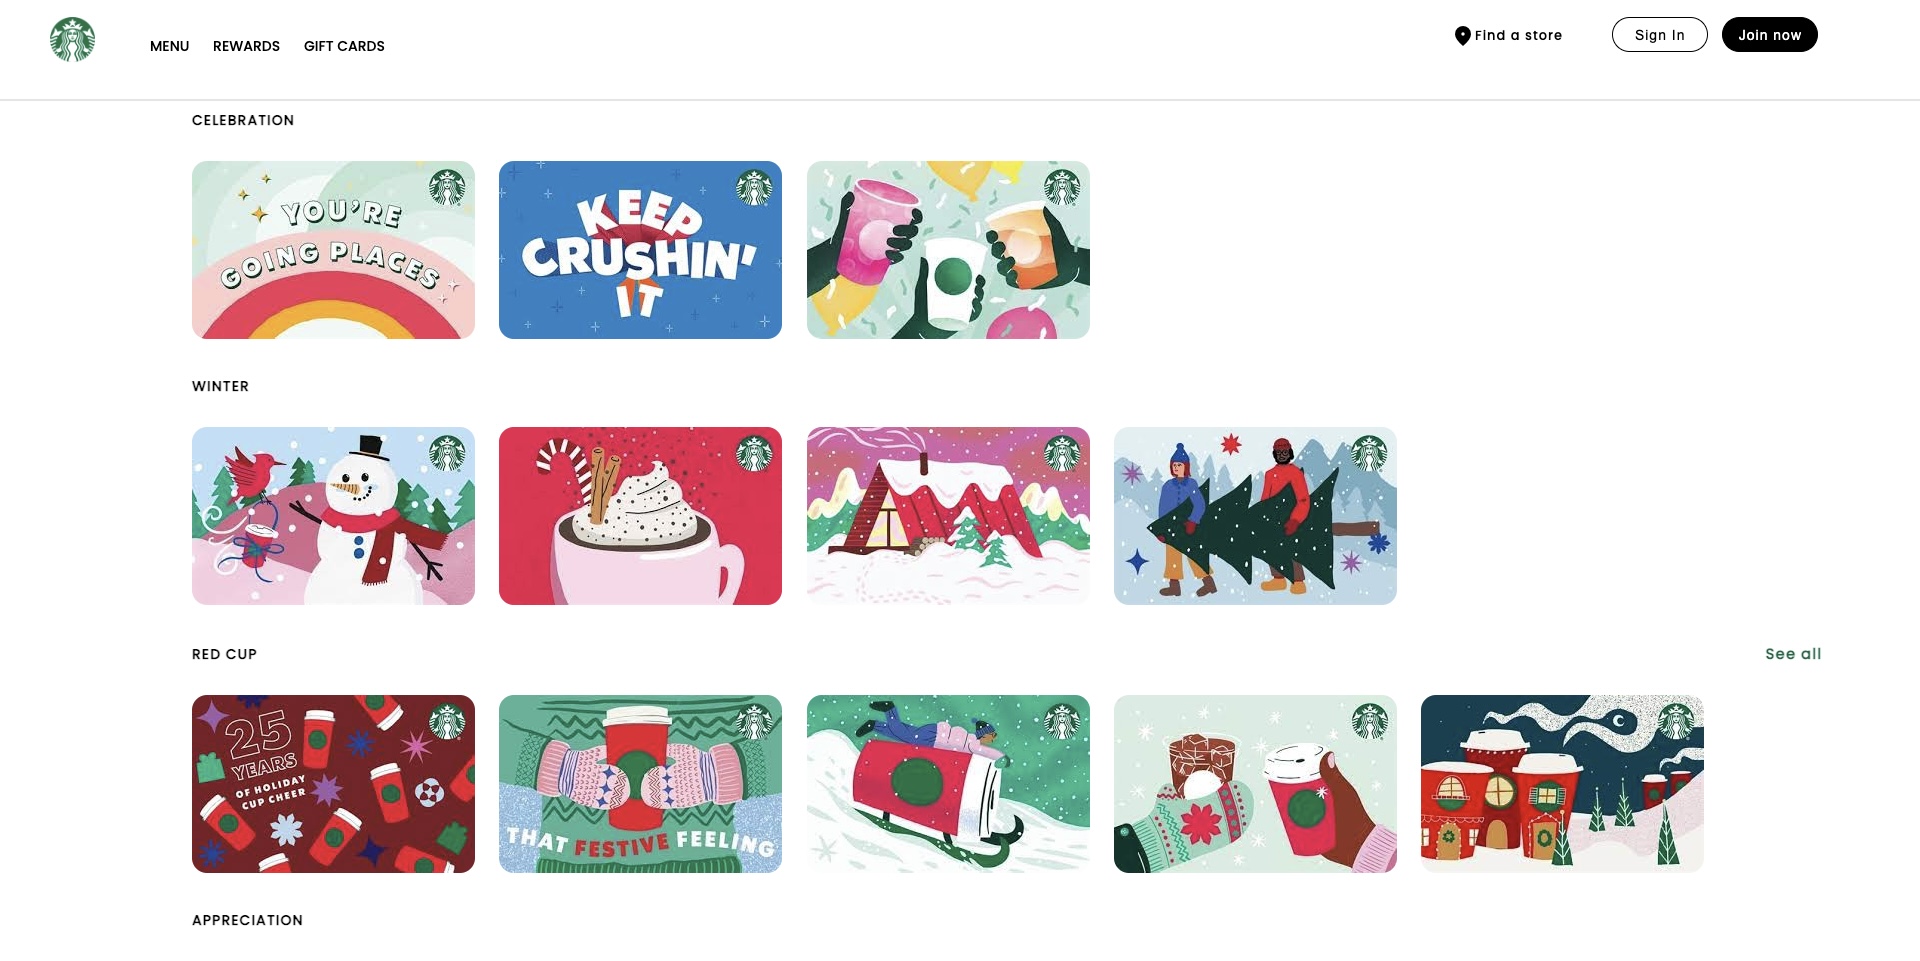 MENU REWARDS GIFT CARDS Find a store Sign In Join now
CELEBRATION
YOU'RE
GOING PLACES
KEEP
CRUSHIN'
IT
WINTER
RED CUP See all
25
YEARS
OF HOLIDAY
CUP CHEER
THAT FESTIVE FEELING
APPRECIATION